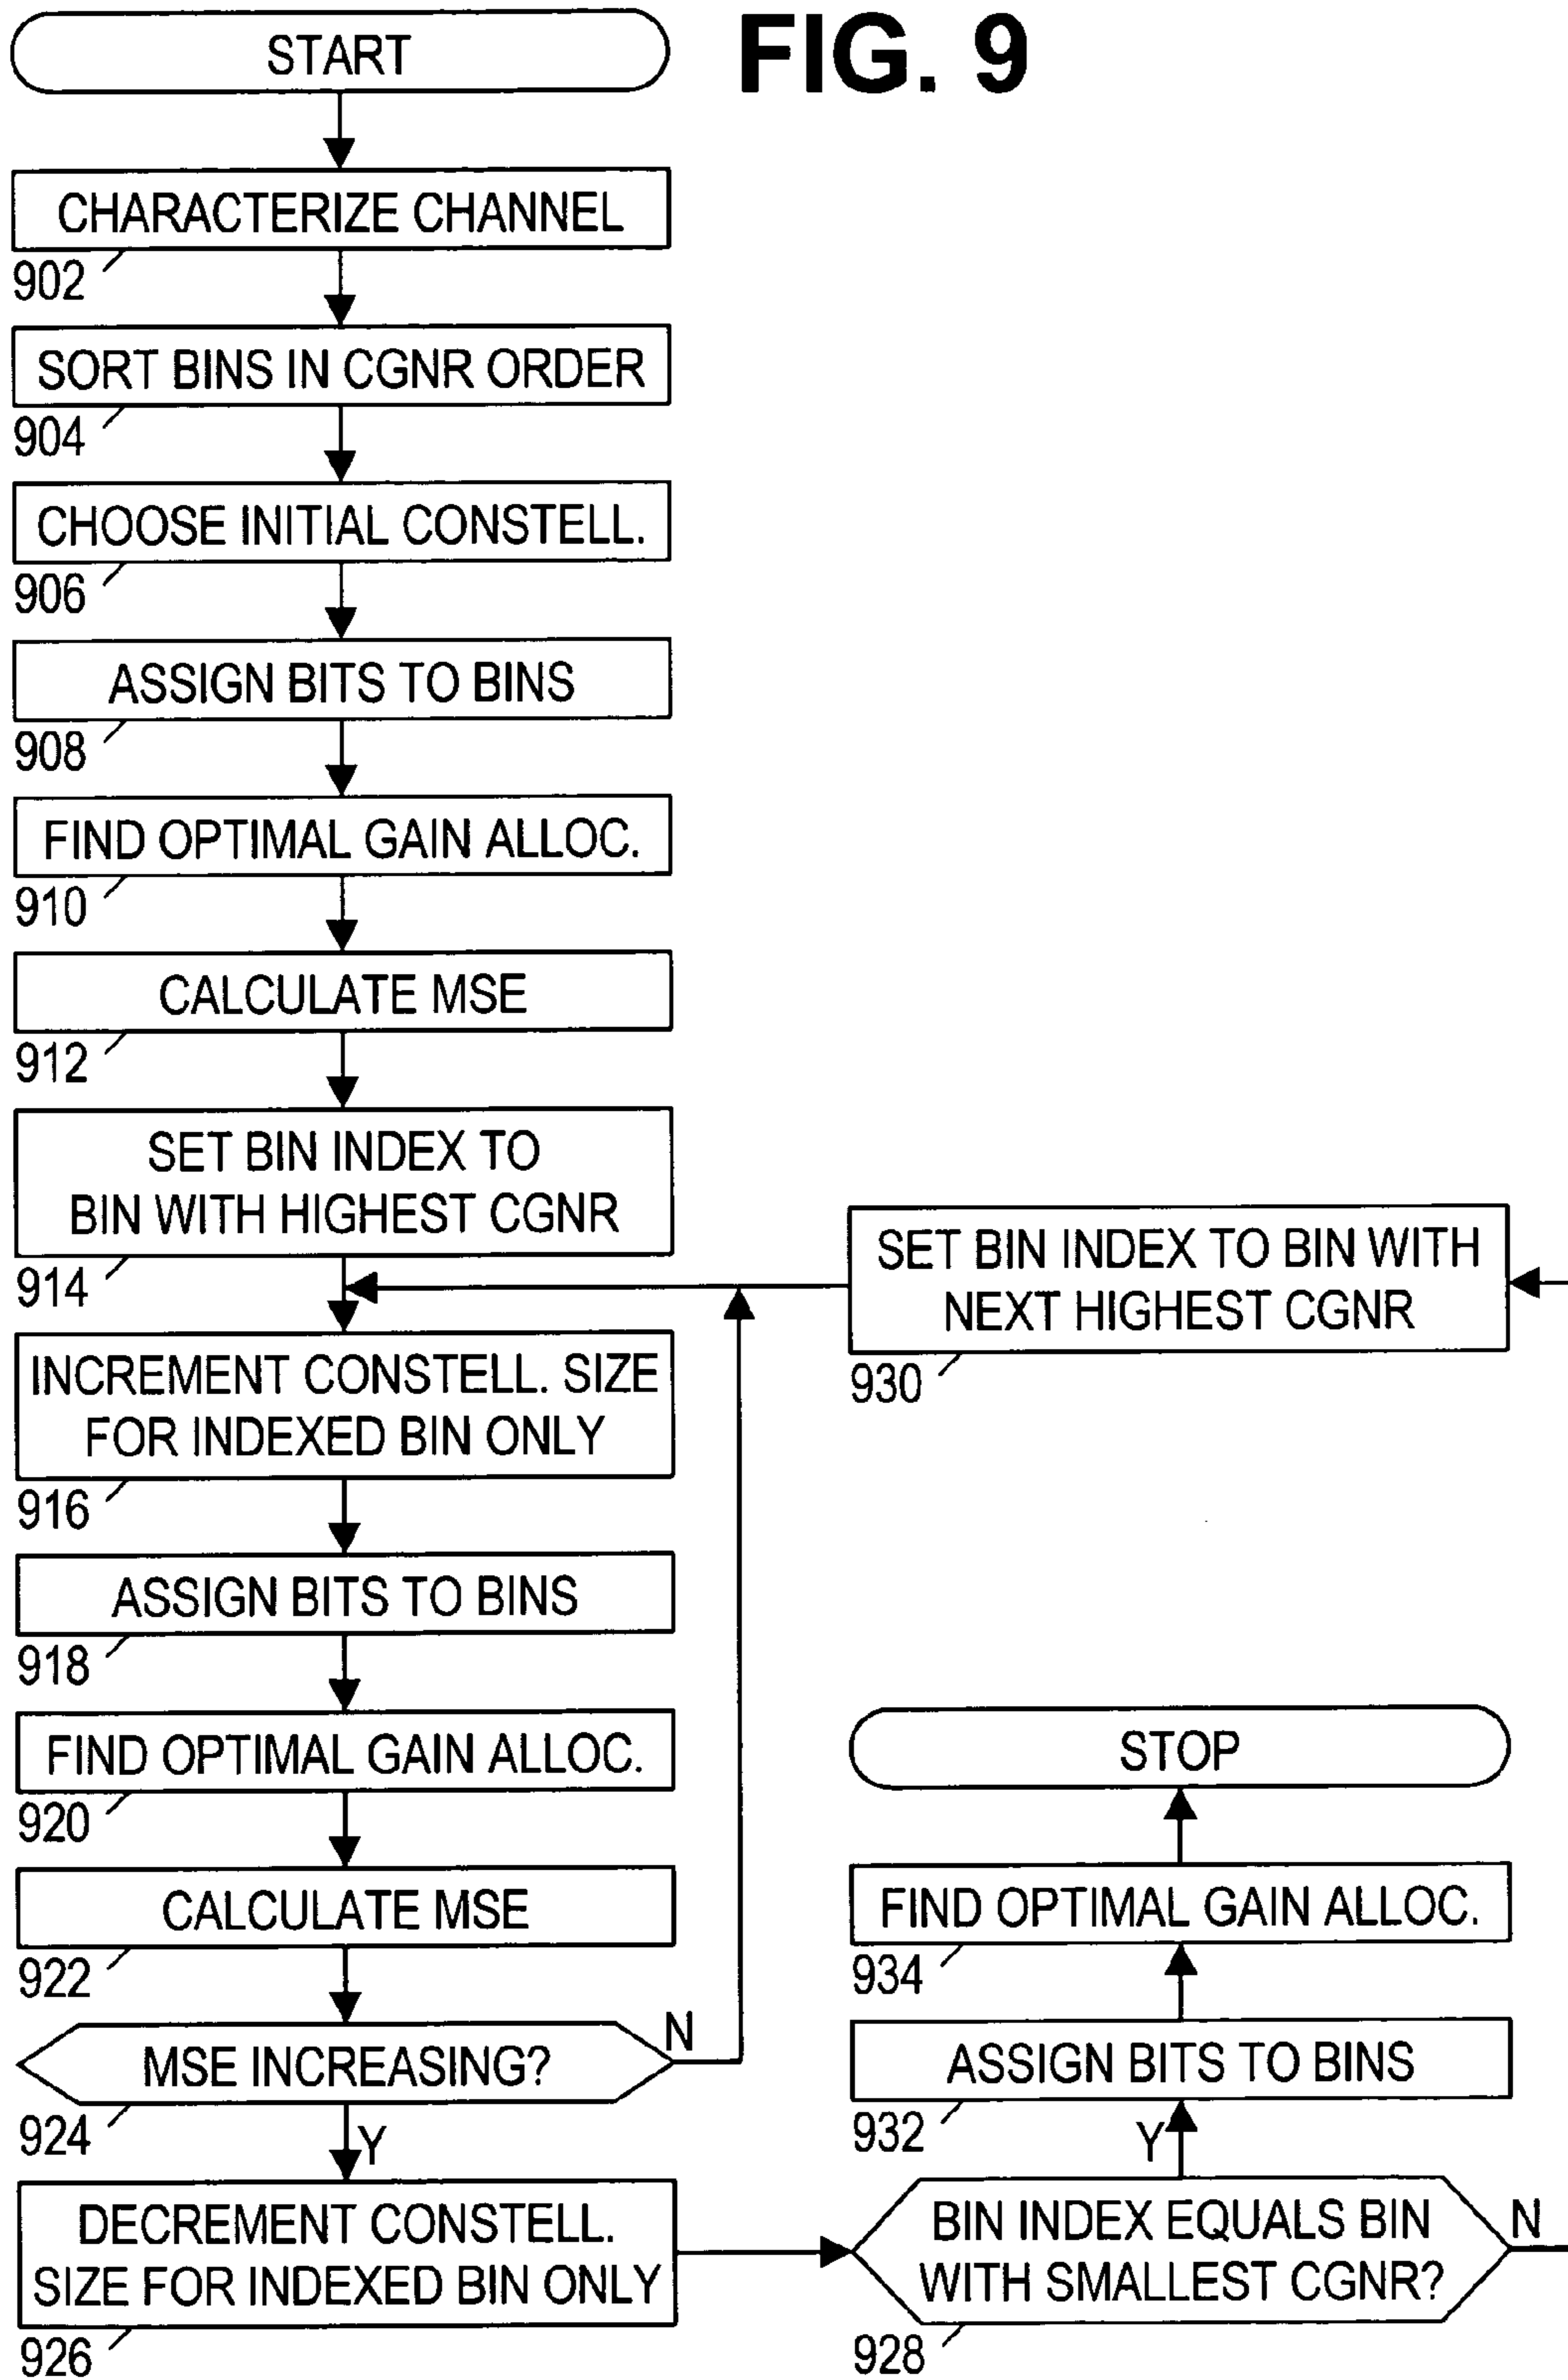 FIG. 9
START
CHARACTERIZE CHANNEL
902
SORT BINS IN CGNR ORDER
904
CHOOSE INITIAL CONSTELL.
906
ASSIGN BITS TO BINS
908
FIND OPTIMAL GAIN ALLOC.
910
CALCULATE MSE
912
SET BIN INDEX TO
BIN WITH HIGHEST CGNR
914
INCREMENT CONSTELL. SIZE
FOR INDEXED BIN ONLY
916
ASSIGN BITS TO BINS
918
FIND OPTIMAL GAIN ALLOC.
920
CALCULATE MSE
922
MSE INCREASING?
N
924
Y
DECREMENT CONSTELL.
SIZE FOR INDEXED BIN ONLY
926
BIN INDEX EQUALS BIN
WITH SMALLEST CGNR?
N
928
Y
SET BIN INDEX TO BIN WITH
NEXT HIGHEST CGNR
930
ASSIGN BITS TO BINS
932
FIND OPTIMAL GAIN ALLOC.
934
STOP